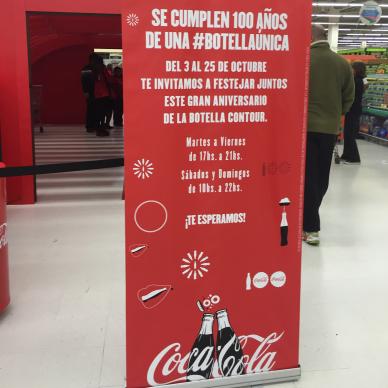 SE CUMPLEN 100 AÑOS
DE UNA #BOTELLAÚNICA
DEL 3 AL 25 DE OCTUBRE
TE INVITAMOS A FESTEJAR JUNTOS
ESTE GRAN ANIVERSARIO
DE LA BOTELLA CONTOUR.
Martes a Viernes
de 17hs. a 21hs.
Sábados y Domingos
de 10hs. a 22hs.
100
¡TE ESPERAMOS!
Coca-Cola